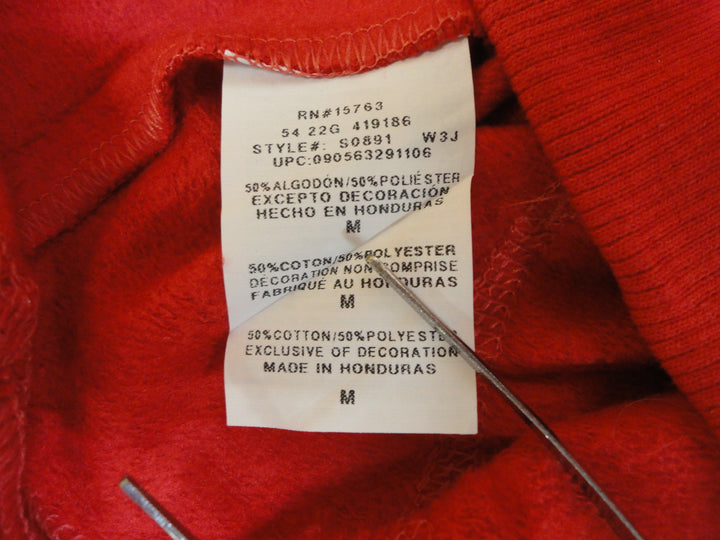 RN#15763
54 22G 419186
STYLE#: S0891 W3J
UPC:090563291106
50%ALGODÓN/50%POLIÉSTER
EXCEPTO DECORACIÓN
HECHO EN HONDURAS
M
50%COTON/50%POLYESTER
DECORATION NON COMPRISE
FABRIQUÉ AU HONDURAS
M
50%COTTON/50%POLYESTER
EXCLUSIVE OF DECORATION
MADE IN HONDURAS
M